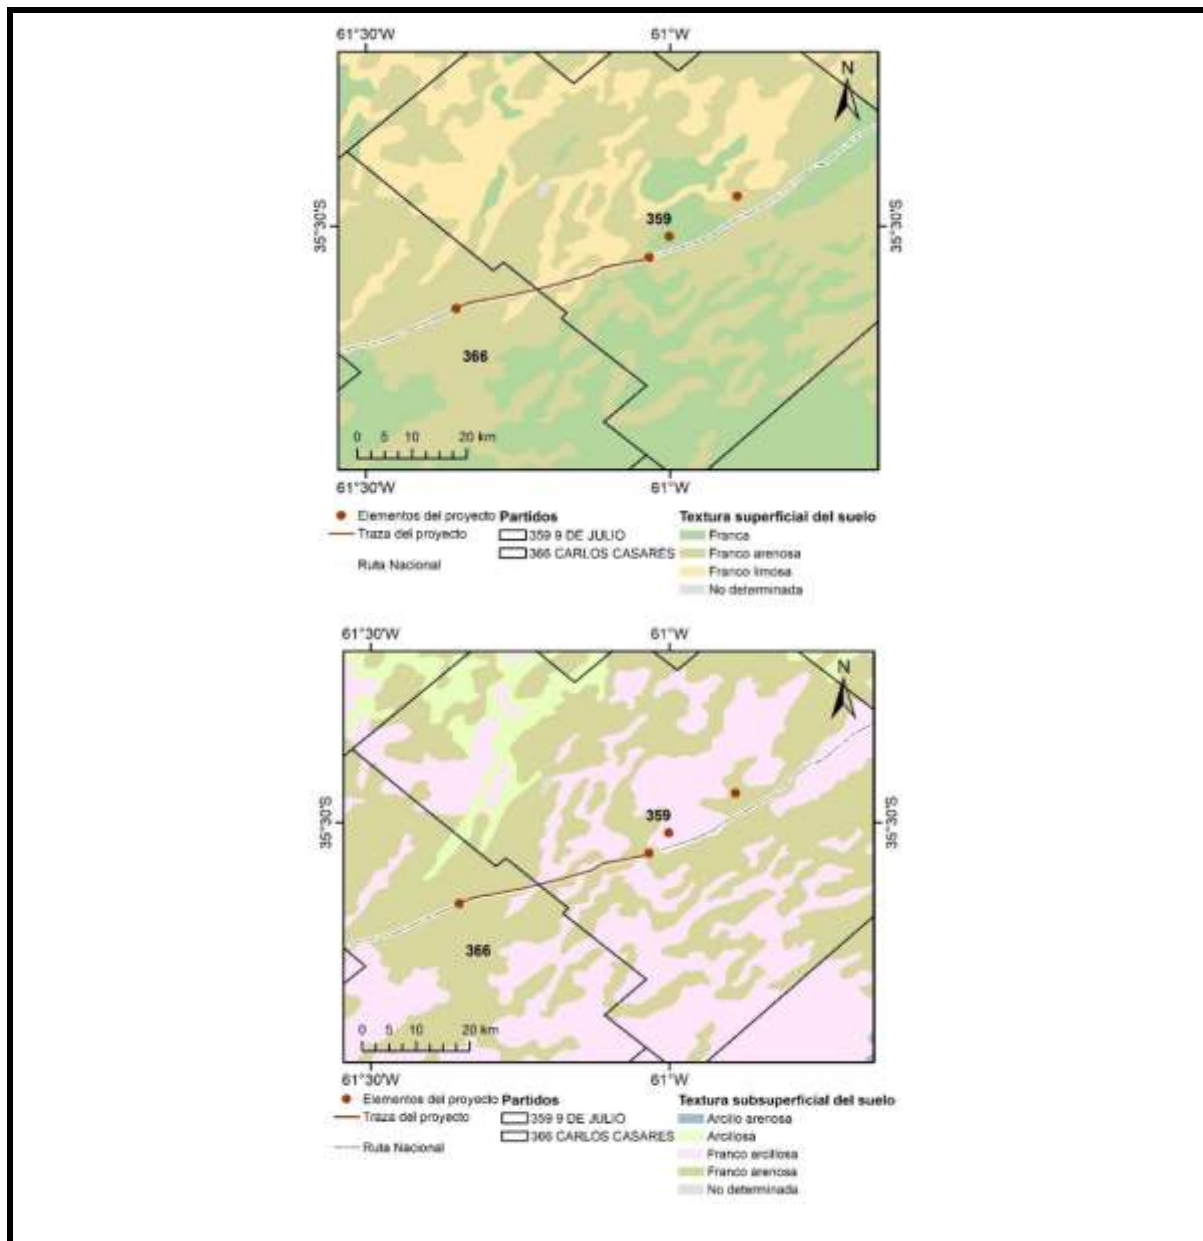 61°30'W 61°W
N
35°30'S 35°30'S
359
366
0 5 10 20 km
61°30'W 61°W
Elementos del proyecto Partidos Textura superficial del suelo
Traza del proyecto 359 9 DE JULIO Franca
366 CARLOS CASARES Franco arenosa
Ruta Nacional Franco limosa
No determinada
61°30'W 61°W
N
35°30'S 35°30'S
359
366
0 5 10 20 km
61°30'W 61°W
Elementos del proyecto Partidos Textura subsuperficial del suelo
Traza del proyecto 359 9 DE JULIO Arcillo arenosa
366 CARLOS CASARES Arcillosa
Ruta Nacional Franco arcillosa
Franco arenosa
No determinada